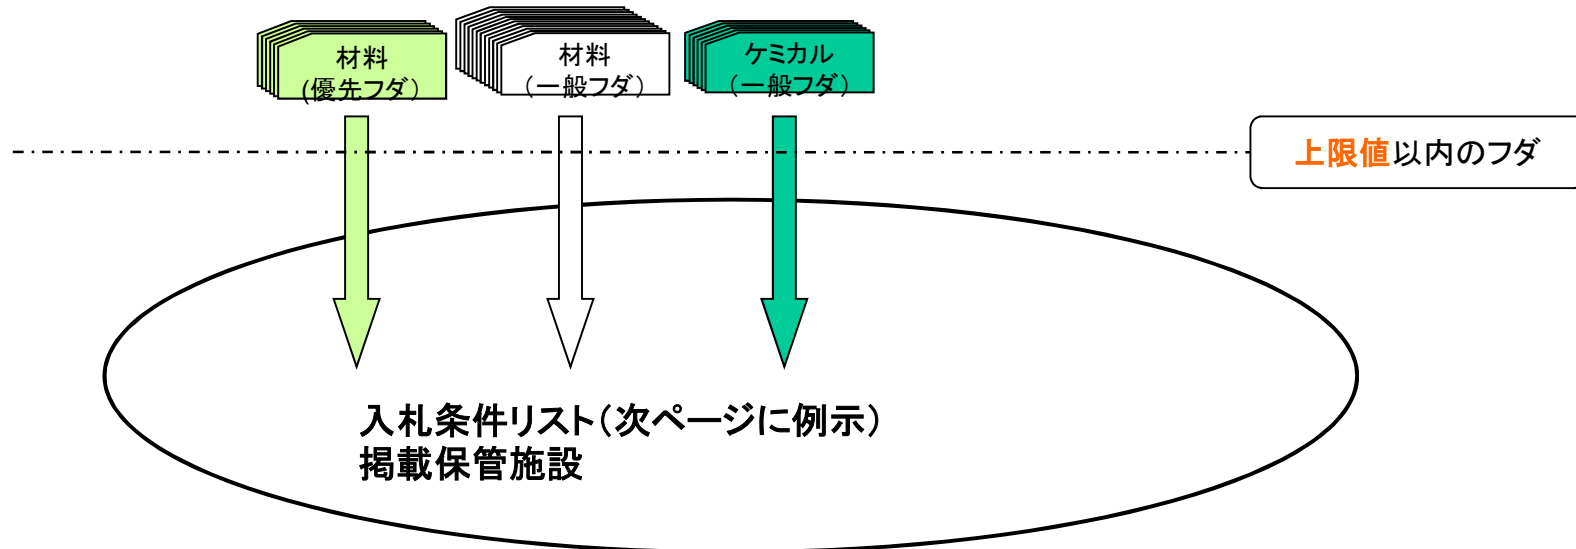 材料
(優先フダ）
材料
（一般フダ）
ケミカル
（一般フダ）
上限値以内のフダ
入札条件リスト（次ページに例示）
掲載保管施設